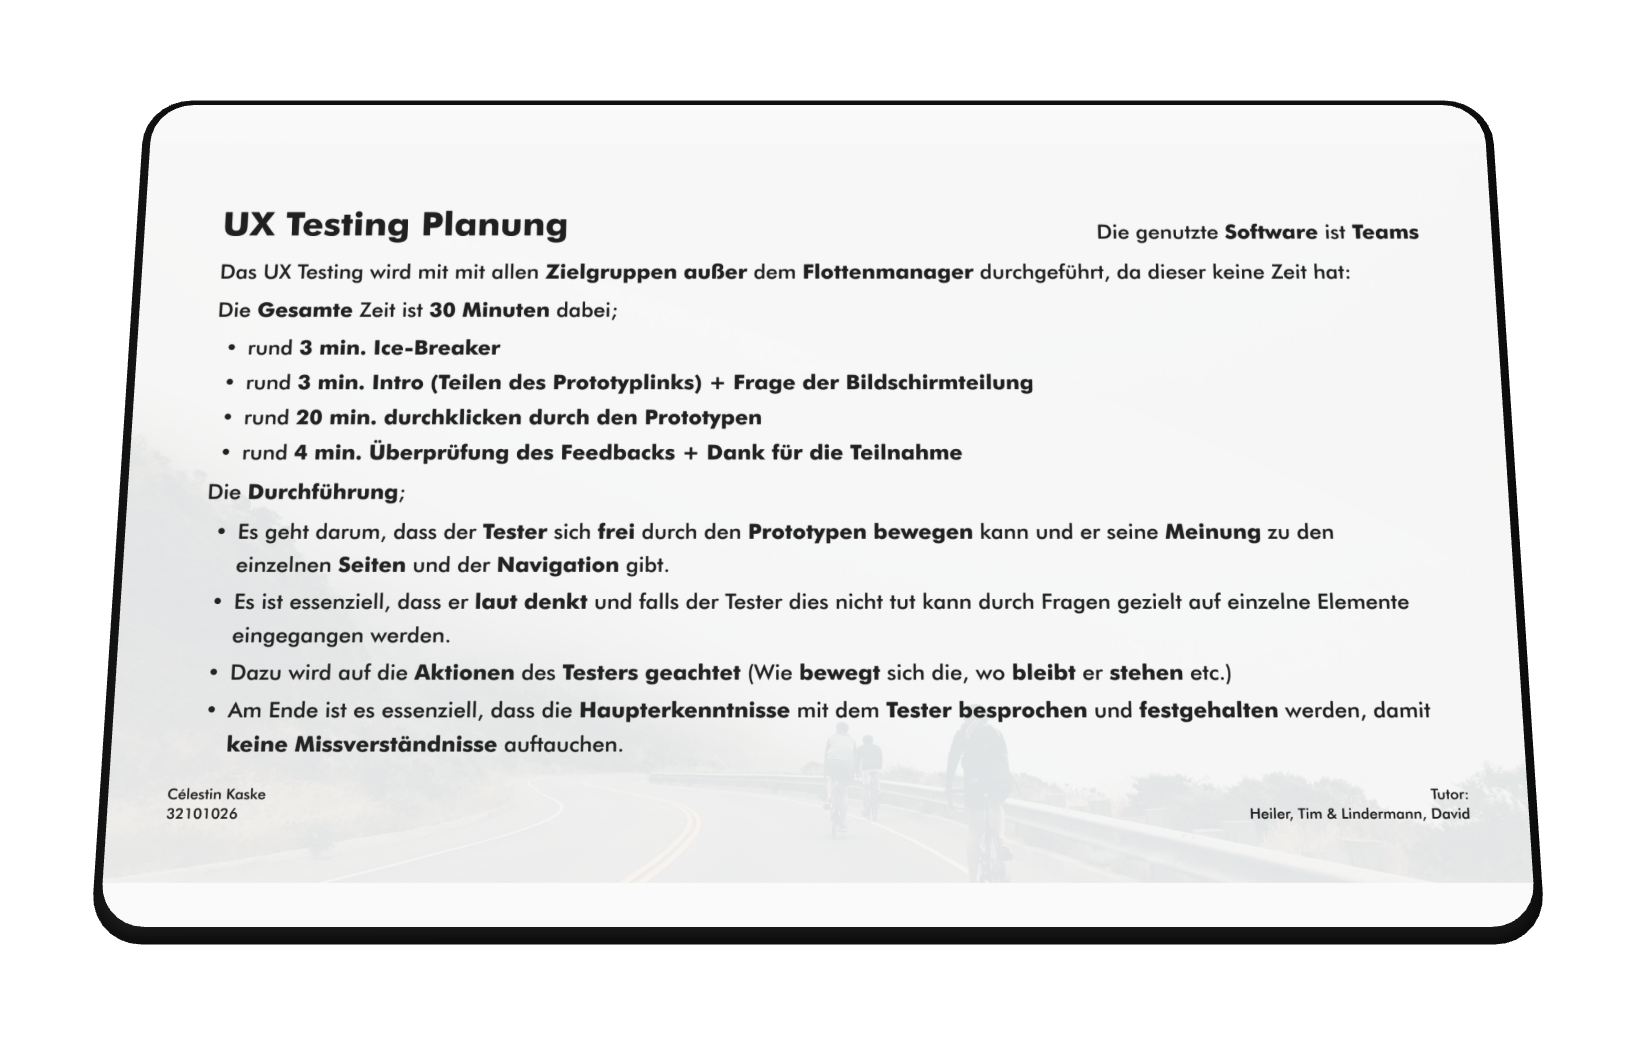 UX Testing Planung
Die genutzte Software ist Teams
Das UX Testing wird mit mit allen Zielgruppen außer dem Flottenmanager durchgeführt, da dieser keine Zeit hat:
Die Gesamte Zeit ist 30 Minuten dabei;
• rund 3 min. Ice-Breaker
• rund 3 min. Intro (Teilen des Prototyplinks) + Frage der Bildschirmteilung
• rund 20 min. durchklicken durch den Prototypen
• rund 4 min. Überprüfung des Feedbacks + Dank für die Teilnahme
Die Durchführung;
• Es geht darum, dass der Tester sich frei durch den Prototypen bewegen kann und er seine Meinung zu den
einzelnen Seiten und der Navigation gibt.
• Es ist essenziell, dass er laut denkt und falls der Tester dies nicht tut kann durch Fragen gezielt auf einzelne Elemente
eingegangen werden.
• Dazu wird auf die Aktionen des Testers geachtet (Wie bewegt sich die, wo bleibt er stehen etc.)
• Am Ende ist es essenziell, dass die Haupterkenntnisse mit dem Tester besprochen und festgehalten werden, damit
keine Missverständnisse auftauchen.
Célestin Kaske
32101026
Tutor:
Heiler, Tim & Lindermann, David